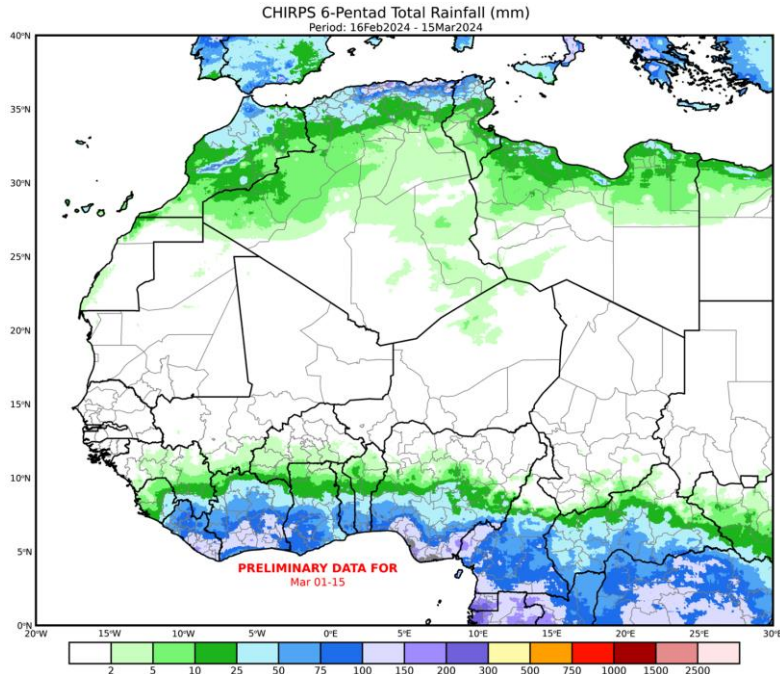 CHIRPS 6-Pentad Total Rainfall (mm)
Period: 16Feb2024 - 15Mar2024
40°N
35°N
30°N
25°N
20°N
15°N
10°N
5°N
PRELIMINARY DATA FOR
Mar 01-15
0°N
20°W 15°W 10°W 5°W 0°E 5°E 10°E 15°E 20°E 25°E 30°E
2 5 10 25 50 75 100 150 200 300 500 750 1000 1500 2500